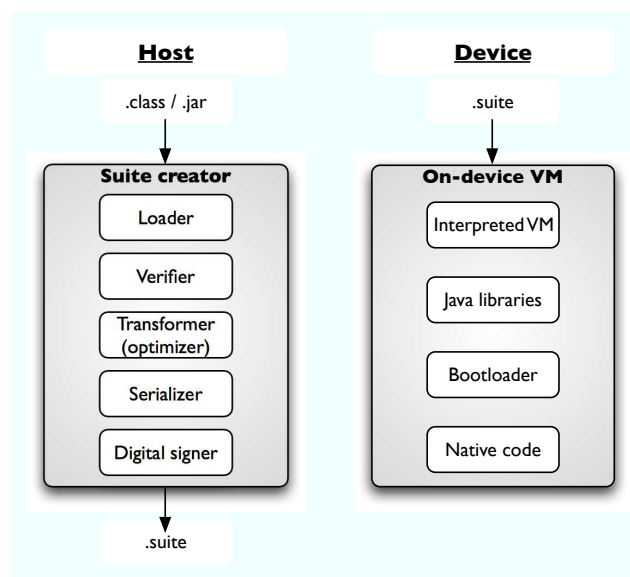 Host
.class / .jar
Suite creator
Loader
Verifier
Transformer
(optimizer)
Serializer
Digital signer
.suite
Device
.suite
On-device VM
Interpreted VM
Java libraries
Bootloader
Native code